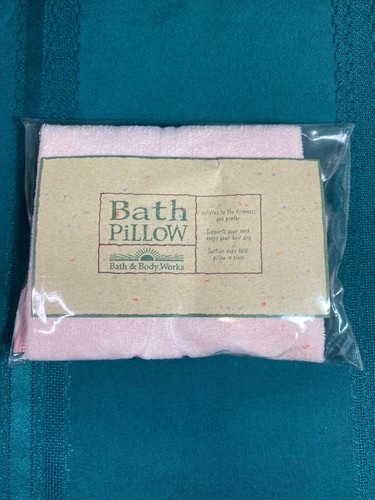 Bath
PiLLOW
Bath & Body Works
Inflates to the firmness
you prefer
Supports your neck,
keeps your hair dry
Suction cups hold
pillow in place